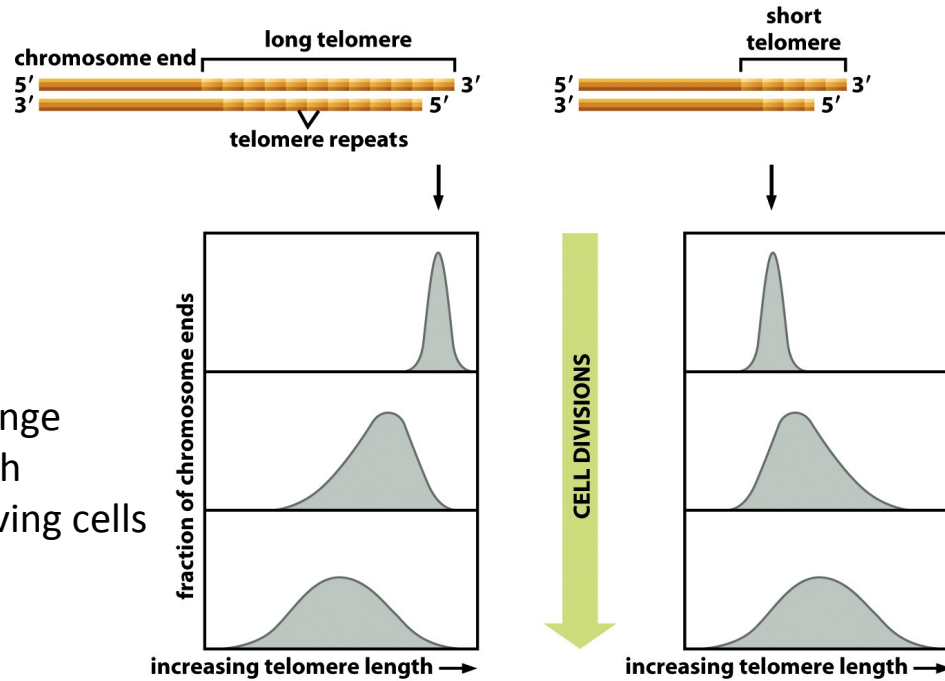 short
telomere
long telomere
chromosome end
5′ 3′
3′ 5′
telomere repeats
5′ 3′
3′ 5′
fraction of chromosome ends
CELL DIVISIONS
nge
h
ving cells
increasing telomere length
increasing telomere length